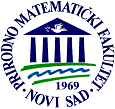 PRIRODNO MATEMATIČKI FAKULTET
1969
NOVI SAD